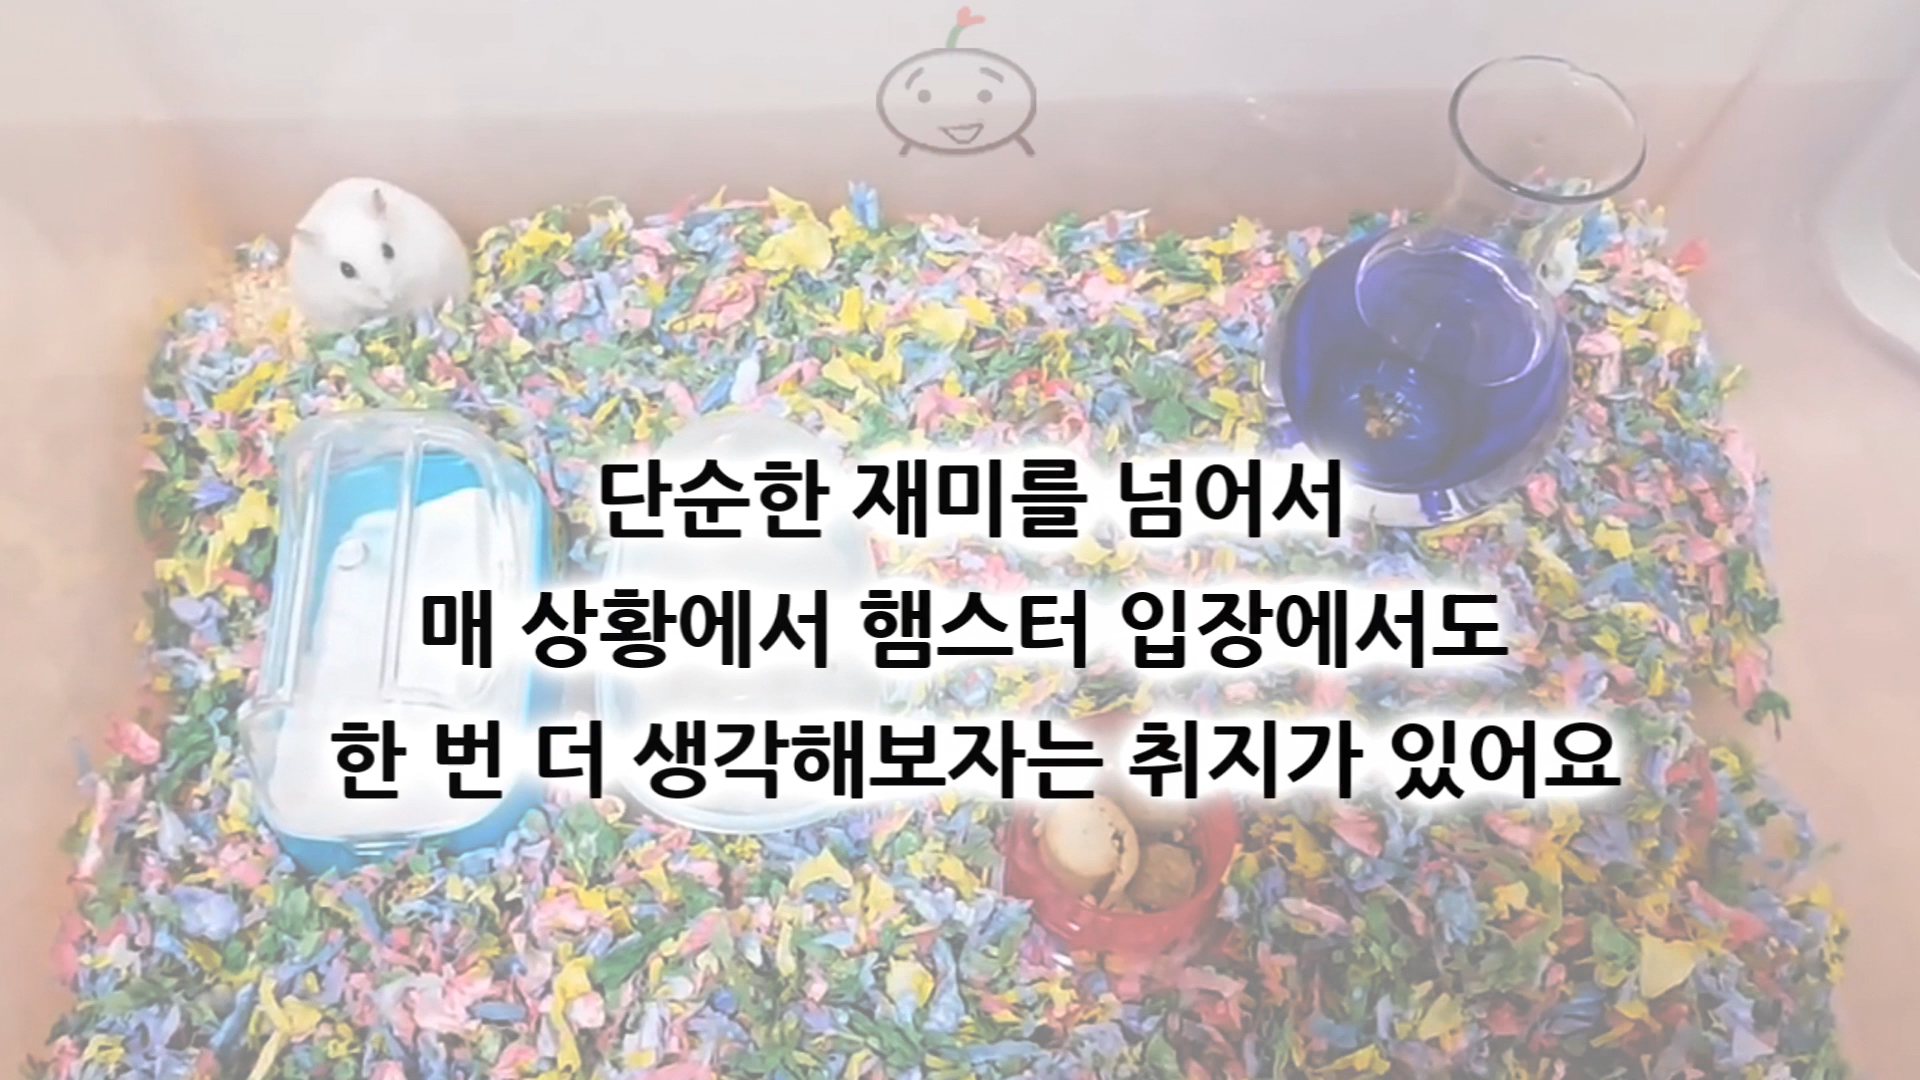 단순한 재미를 넘어서
매 상황에서 햄스터 입장에서도
한 번 더 생각해보자는 취지가 있어요